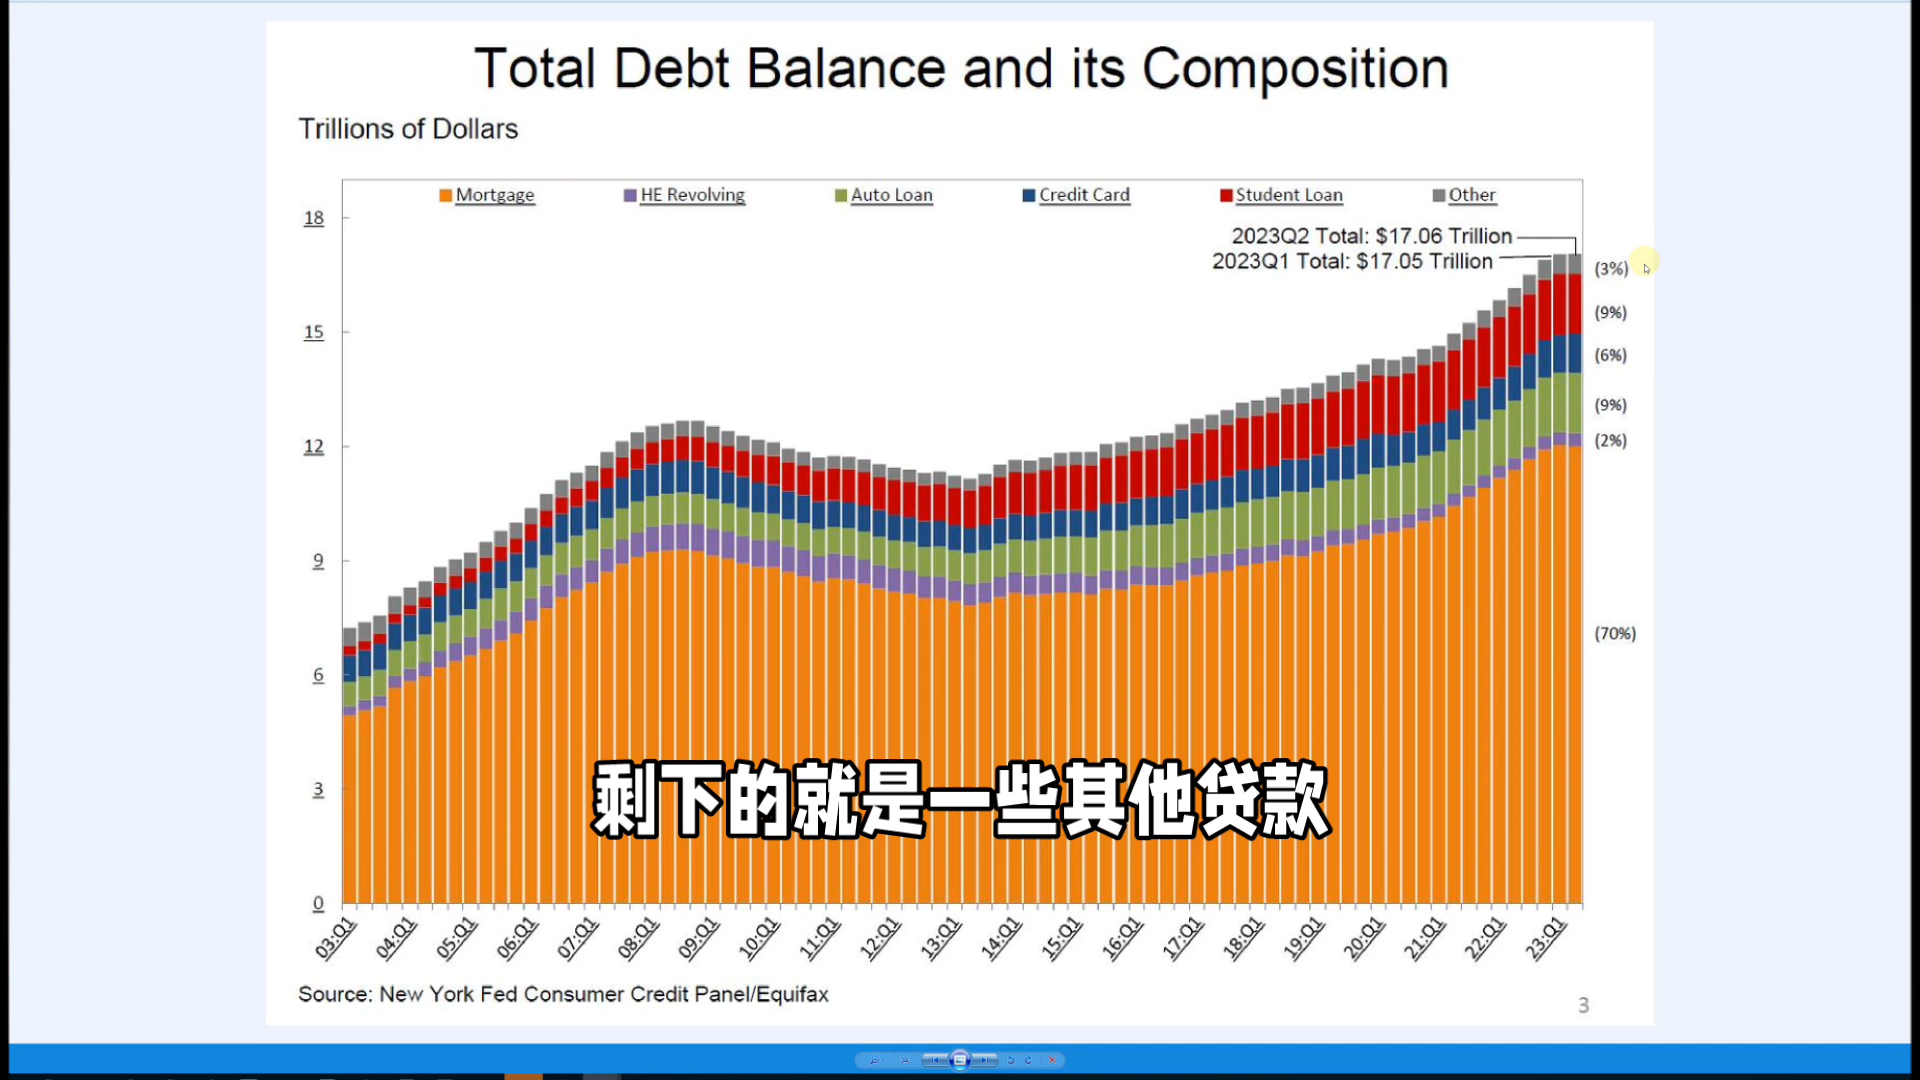 Total Debt Balance and its Composition
Trillions of Dollars
Mortgage HE Revolving Auto Loan Credit Card Student Loan Other
18
2023Q2 Total: $17.06 Trillion
2023Q1 Total: $17.05 Trillion
(3%)
(9%)
15
(6%)
(9%)
(2%)
12
9
(70%)
6
3
剩下的就是一些其他贷款
0
03:Q1 04:Q1 05:Q1 06:Q1 07:Q1 08:Q1 09:Q1 10:Q1 11:Q1 12:Q1 13:Q1 14:Q1 15:Q1 16:Q1 17:Q1 18:Q1 19:Q1 20:Q1 21:Q1 22:Q1 23:Q1
Source: New York Fed Consumer Credit Panel/Equifax
3